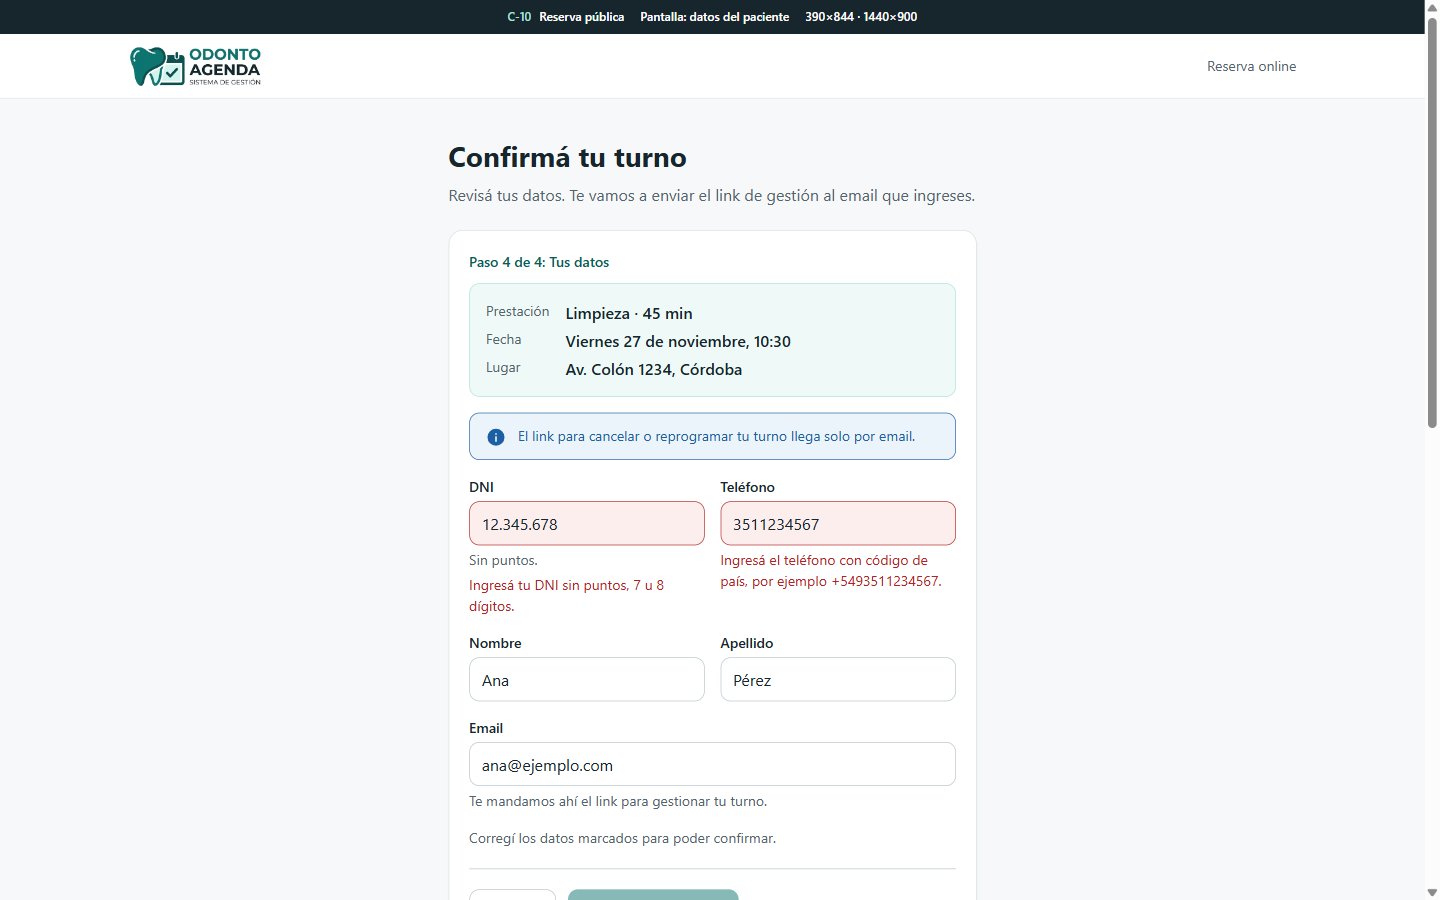 C-10 Reserva pública Pantalla: datos del paciente 390×844 · 1440×900
ODONTO
AGENDA
SISTEMA DE GESTIÓN
Reserva online
Confirmá tu turno
Revisá tus datos. Te vamos a enviar el link de gestión al email que ingreses.
Paso 4 de 4: Tus datos
Prestación Limpieza · 45 min
Fecha Viernes 27 de noviembre, 10:30
Lugar Av. Colón 1234, Córdoba
El link para cancelar o reprogramar tu turno llega solo por email.
DNI
12.345.678
Sin puntos.
Ingresá tu DNI sin puntos, 7 u 8
dígitos.
Teléfono
3511234567
Ingresá el teléfono con código de
país, por ejemplo +5493511234567.
Nombre
Ana
Apellido
Pérez
Email
ana@ejemplo.com
Te mandamos ahí el link para gestionar tu turno.
Corregí los datos marcados para poder confirmar.